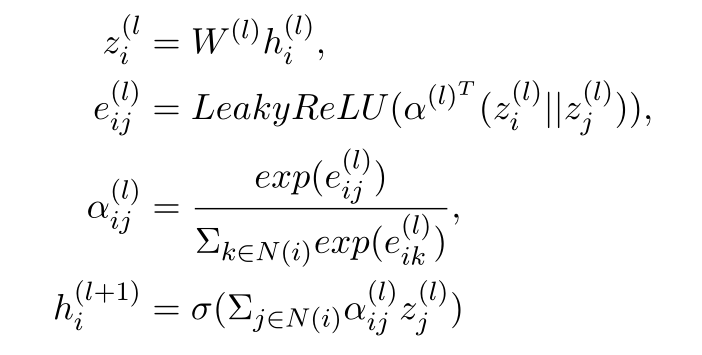 z_i^{(l} = W^{(l)} h_i^{(l)},
e_{ij}^{(l)} = LeakyReLU(α^{(l)^T}(z_i^{(l)}||z_j^{(l)})),
α_{ij}^{(l)} = \frac{exp(e_{ij}^{(l)})}{Σ_{k∈N(i)}exp(e_{ik}^{(l)})},
h_i^{(l+1)} = σ(Σ_{j∈N(i)} α_{ij}^{(l)} z_j^{(l)})